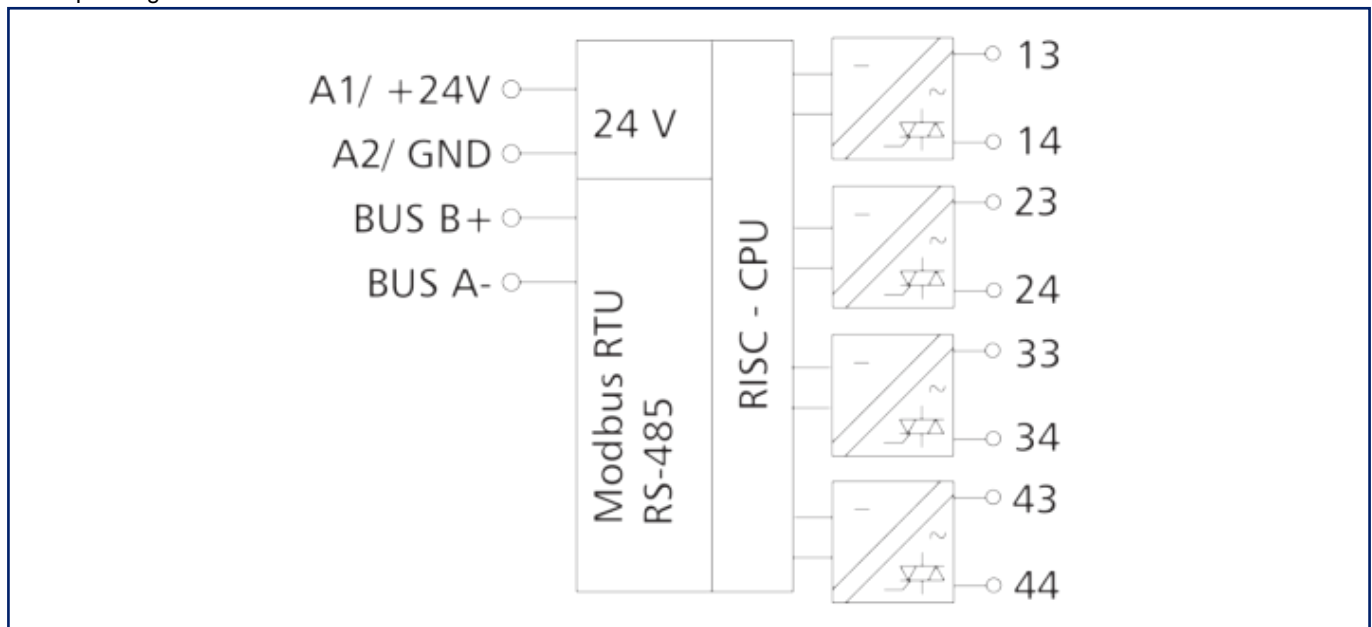 A1/ +24V
A2/ GND
BUS B+
BUS A-
24 V
Modbus RTU
RS-485
RISC - CPU
13
14
23
24
33
34
43
44